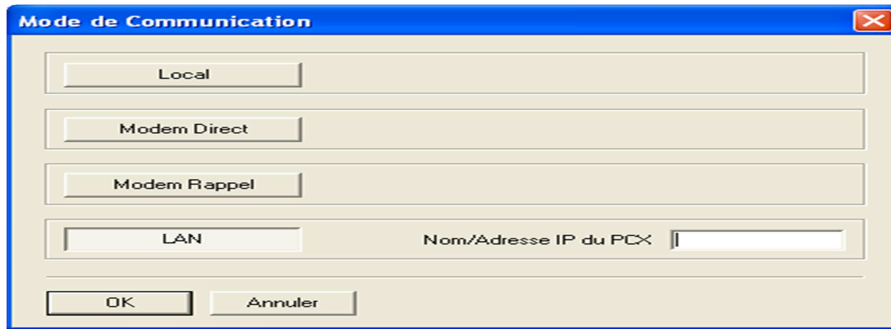 Mode de Communication
Local
Modem Direct
Modem Rappel
LAN Nom/Adresse IP du PCX
OK Annuler